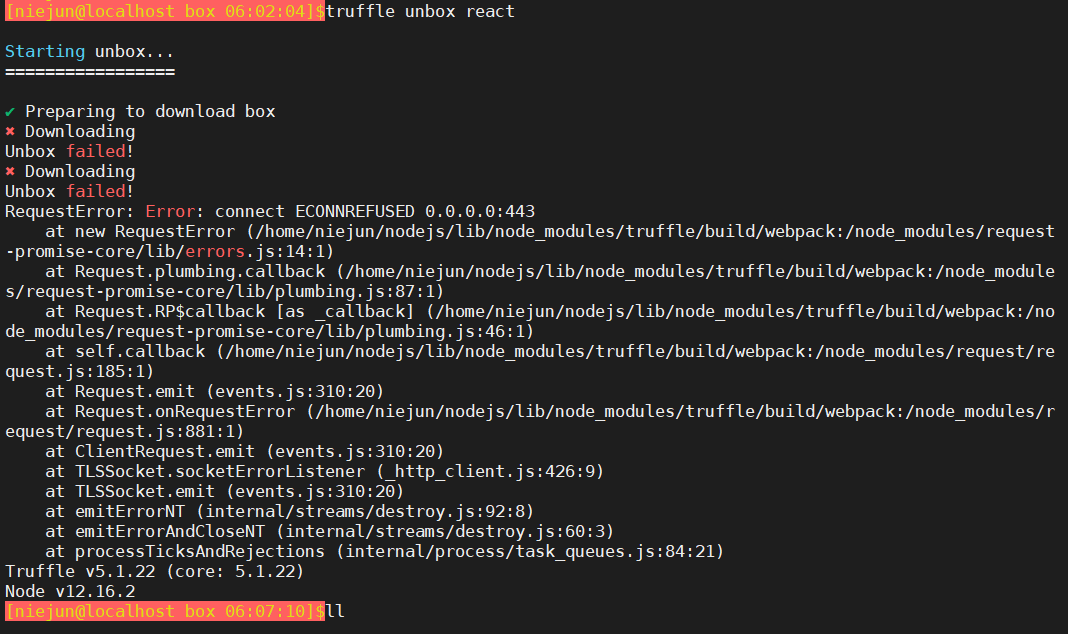 [niejun@localhost box 06:02:04]$truffle unbox react
Starting unbox...
=================
✔ Preparing to download box
✖ Downloading
Unbox failed!
✖ Downloading
Unbox failed!
RequestError: Error: connect ECONNREFUSED 0.0.0.0:443
    at new RequestError (/home/niejun/nodejs/lib/node_modules/truffle/build/webpack:/node_modules/request
-promise-core/lib/errors.js:14:1)
    at Request.plumbing.callback (/home/niejun/nodejs/lib/node_modules/truffle/build/webpack:/node_module
s/request-promise-core/lib/plumbing.js:87:1)
    at Request.RP$callback [as _callback] (/home/niejun/nodejs/lib/node_modules/truffle/build/webpack:/no
de_modules/request-promise-core/lib/plumbing.js:46:1)
    at self.callback (/home/niejun/nodejs/lib/node_modules/truffle/build/webpack:/node_modules/request/re
quest.js:185:1)
    at Request.emit (events.js:310:20)
    at Request.onRequestError (/home/niejun/nodejs/lib/node_modules/truffle/build/webpack:/node_modules/r
equest/request.js:881:1)
    at ClientRequest.emit (events.js:310:20)
    at TLSSocket.socketErrorListener (_http_client.js:426:9)
    at TLSSocket.emit (events.js:310:20)
    at emitErrorNT (internal/streams/destroy.js:92:8)
    at emitErrorAndCloseNT (internal/streams/destroy.js:60:3)
    at processTicksAndRejections (internal/process/task_queues.js:84:21)
Truffle v5.1.22 (core: 5.1.22)
Node v12.16.2
[niejun@localhost box 06:07:10]$ll